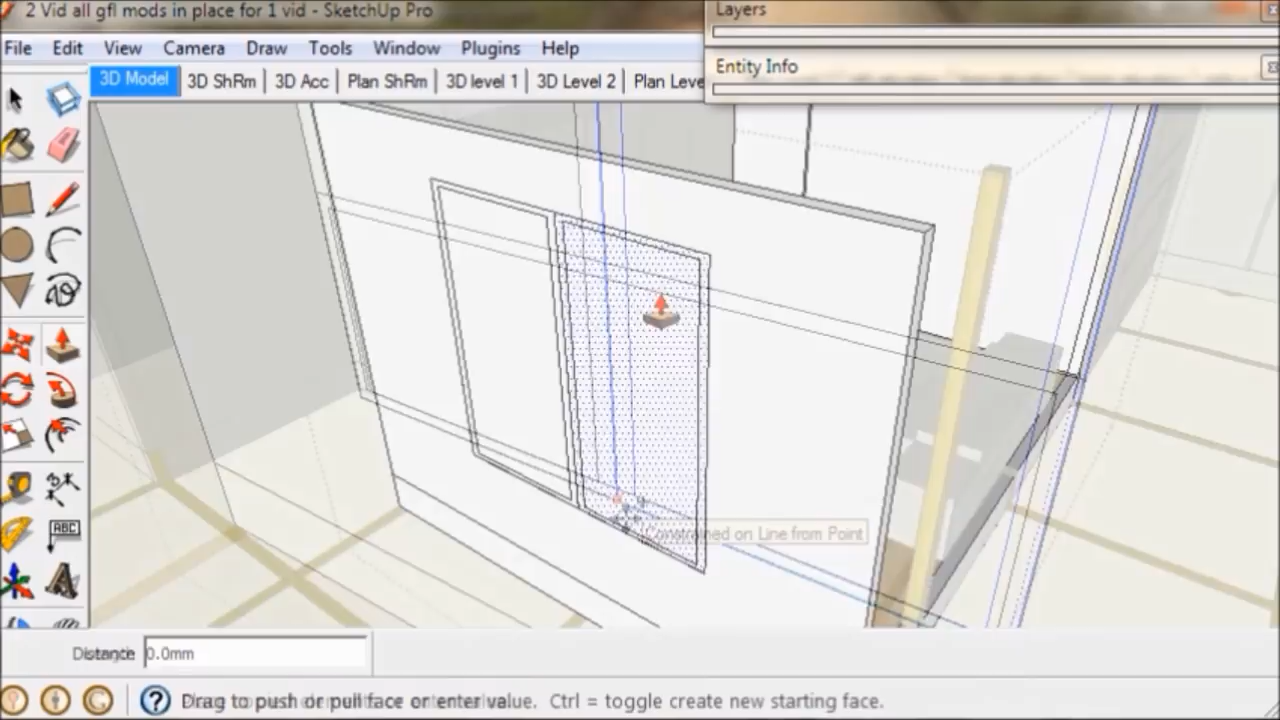 2 Vid all gfl mods in place for 1 vid - SketchUp Pro
Layers
File Edit View Camera Draw Tools Window Plugins Help
Entity Info
3D Model 3D ShRm 3D Acc Plan ShRm 3D level 1 3D Level 2 Plan Leve
ABC
Constrained on Line from Point
Distance 0.0mm
Drag to push or pull face or enter value. Ctrl = toggle create new starting face.